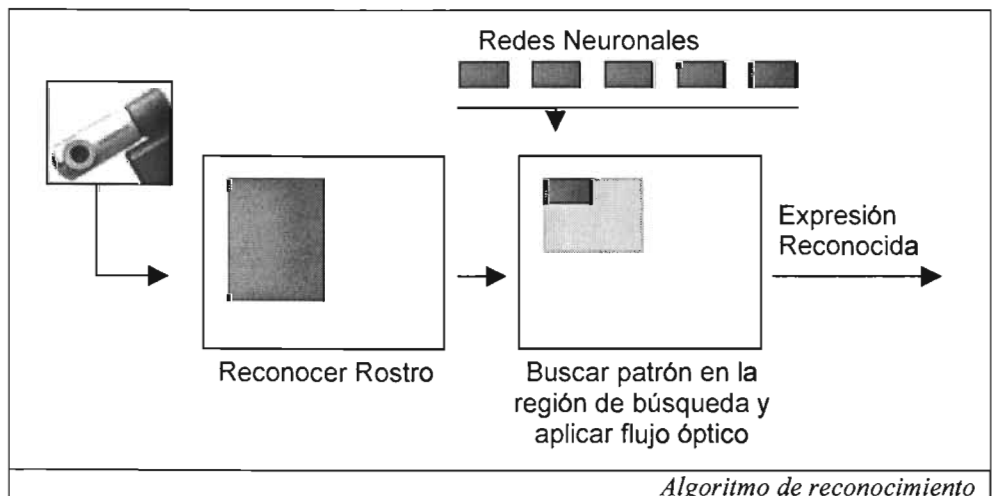 Redes Neuronales
Expresión
Reconocida
Reconocer Rostro
Buscar patrón en la
región de búsqueda y
aplicar flujo óptico
Algoritmo de reconocimiento